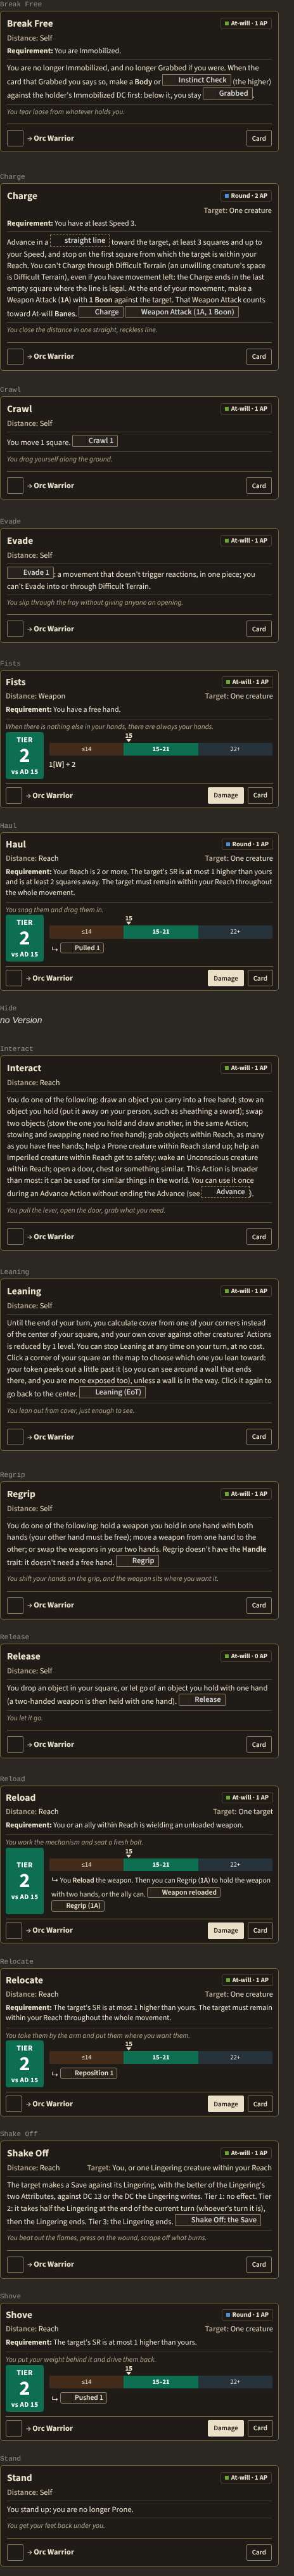 Break Free
Break Free
At-will · 1 AP
Distance: Self
Requirement: You are Immobilized.
You are no longer Immobilized, and no longer Grabbed if you were. When the
card that Grabbed you says so, make a Body or Instinct Check (the higher)
against the holder's Immobilized DC first: below it, you stay Grabbed.
You tear loose from whatever holds you.
→ Orc Warrior
Card
Charge
Charge
Round · 2 AP
Target: One creature
Requirement: You have at least Speed 3.
Advance in a straight line toward the target, at least 3 squares and up to
your Speed, and stop on the first square from which the target is within your
Reach. You can't Charge through Difficult Terrain (an unwilling creature's space
is Difficult Terrain), even if you have movement left: the Charge ends in the last
empty square where the line is legal. At the end of your movement, make a
Weapon Attack (1A) with 1 Boon against the target. That Weapon Attack counts
toward At-will Banes. Charge Weapon Attack (1A, 1 Boon)
You close the distance in one straight, reckless line.
→ Orc Warrior
Card
Crawl
Crawl
At-will · 1 AP
Distance: Self
You move 1 square. Crawl 1
You drag yourself along the ground.
→ Orc Warrior
Card
Evade
Evade
At-will · 1 AP
Distance: Self
Evade 1 : a movement that doesn't trigger reactions, in one piece; you
can't Evade into or through Difficult Terrain.
You slip through the fray without giving anyone an opening.
→ Orc Warrior
Card
Fists
Fists
At-will · 1 AP
Distance: Weapon
Target: One creature
Requirement: You have a free hand.
When there is nothing else in your hands, there are always your hands.
TIER
2
vs AD 15
15
≤14
15–21
22+
1[W] + 2
→ Orc Warrior
Damage
Card
Haul
Haul
Round · 1 AP
Distance: Reach
Target: One creature
Requirement: Your Reach is 2 or more. The target's SR is at most 1 higher than yours
and is at least 2 squares away. The target must remain within your Reach throughout
the whole movement.
You snag them and drag them in.
TIER
2
vs AD 15
15
≤14
15–21
22+
↳ Pulled 1
→ Orc Warrior
Damage
Card
Hide
no Version
Interact
Interact
At-will · 1 AP
Distance: Reach
You do one of the following: draw an object you carry into a free hand; stow an
object you hold (put it away on your person, such as sheathing a sword); swap
two objects (stow the one you hold and draw another, in the same Action;
stowing and swapping need no free hand); grab objects within Reach, as many
as you have free hands; help a Prone creature within Reach stand up; help an
Imperiled creature within Reach get to safety; wake an Unconscious creature
within Reach; open a door, chest or something similar. This Action is broader
than most: it can be used for similar things in the world. You can use it once
during an Advance Action without ending the Advance (see Advance ).
You pull the lever, open the door, grab what you need.
→ Orc Warrior
Card
Leaning
Leaning
At-will · 1 AP
Distance: Self
Until the end of your turn, you calculate cover from one of your corners instead
of the center of your square, and your own cover against other creatures' Actions
is reduced by 1 level. You can stop Leaning at any time on your turn, at no cost.
Click a corner of your square on the map to choose which one you lean toward:
your token peeks out a little past it (so you can see around a wall that ends
there, and you are more exposed too), unless a wall is in the way. Click it again to
go back to the center. Leaning (EoT)
You lean out from cover, just enough to see.
→ Orc Warrior
Card
Regrip
Regrip
At-will · 1 AP
Distance: Self
You do one of the following: hold a weapon you hold in one hand with both
hands (your other hand must be free); move a weapon from one hand to the
other; or swap the weapons in your two hands. Regrip doesn't have the Handle
trait: it doesn't need a free hand. Regrip
You shift your hands on the grip, and the weapon sits where you want it.
→ Orc Warrior
Card
Release
Release
At-will · 0 AP
Distance: Self
You drop an object in your square, or let go of an object you hold with one hand
(a two-handed weapon is then held with one hand). Release
You let it go.
→ Orc Warrior
Card
Reload
Reload
At-will · 1 AP
Distance: Reach
Target: One target
Requirement: You or an ally within Reach is wielding an unloaded weapon.
You work the mechanism and seat a fresh bolt.
TIER
2
vs AD 15
15
≤14
15–21
22+
↳ You Reload the weapon. Then you can Regrip (1A) to hold the weapon
with two hands, or the ally can. Weapon reloaded
Regrip (1A)
→ Orc Warrior
Damage
Card
Relocate
Relocate
At-will · 1 AP
Distance: Reach
Target: One creature
Requirement: The target's SR is at most 1 higher than yours. The target must remain
within your Reach throughout the whole movement.
You take them by the arm and put them where you want them.
TIER
2
vs AD 15
15
≤14
15–21
22+
↳ Reposition 1
→ Orc Warrior
Damage
Card
Shake Off
Shake Off
At-will · 1 AP
Distance: Reach
Target: You, or one Lingering creature within your Reach
The target makes a Save against its Lingering, with the better of the Lingering's
two Attributes, against DC 13 or the DC the Lingering writes. Tier 1: no effect. Tier
2: it takes half the Lingering at the end of the current turn (whoever's turn it is),
then the Lingering ends. Tier 3: the Lingering ends. Shake Off: the Save
You beat out the flames, press on the wound, scrape off what burns.
→ Orc Warrior
Card
Shove
Shove
Round · 1 AP
Distance: Reach
Target: One creature
Requirement: The target's SR is at most 1 higher than yours.
You put your weight behind it and drive them back.
TIER
2
vs AD 15
15
≤14
15–21
22+
↳ Pushed 1
→ Orc Warrior
Damage
Card
Stand
Stand
At-will · 1 AP
Distance: Self
You stand up: you are no longer Prone.
You get your feet back under you.
→ Orc Warrior
Card